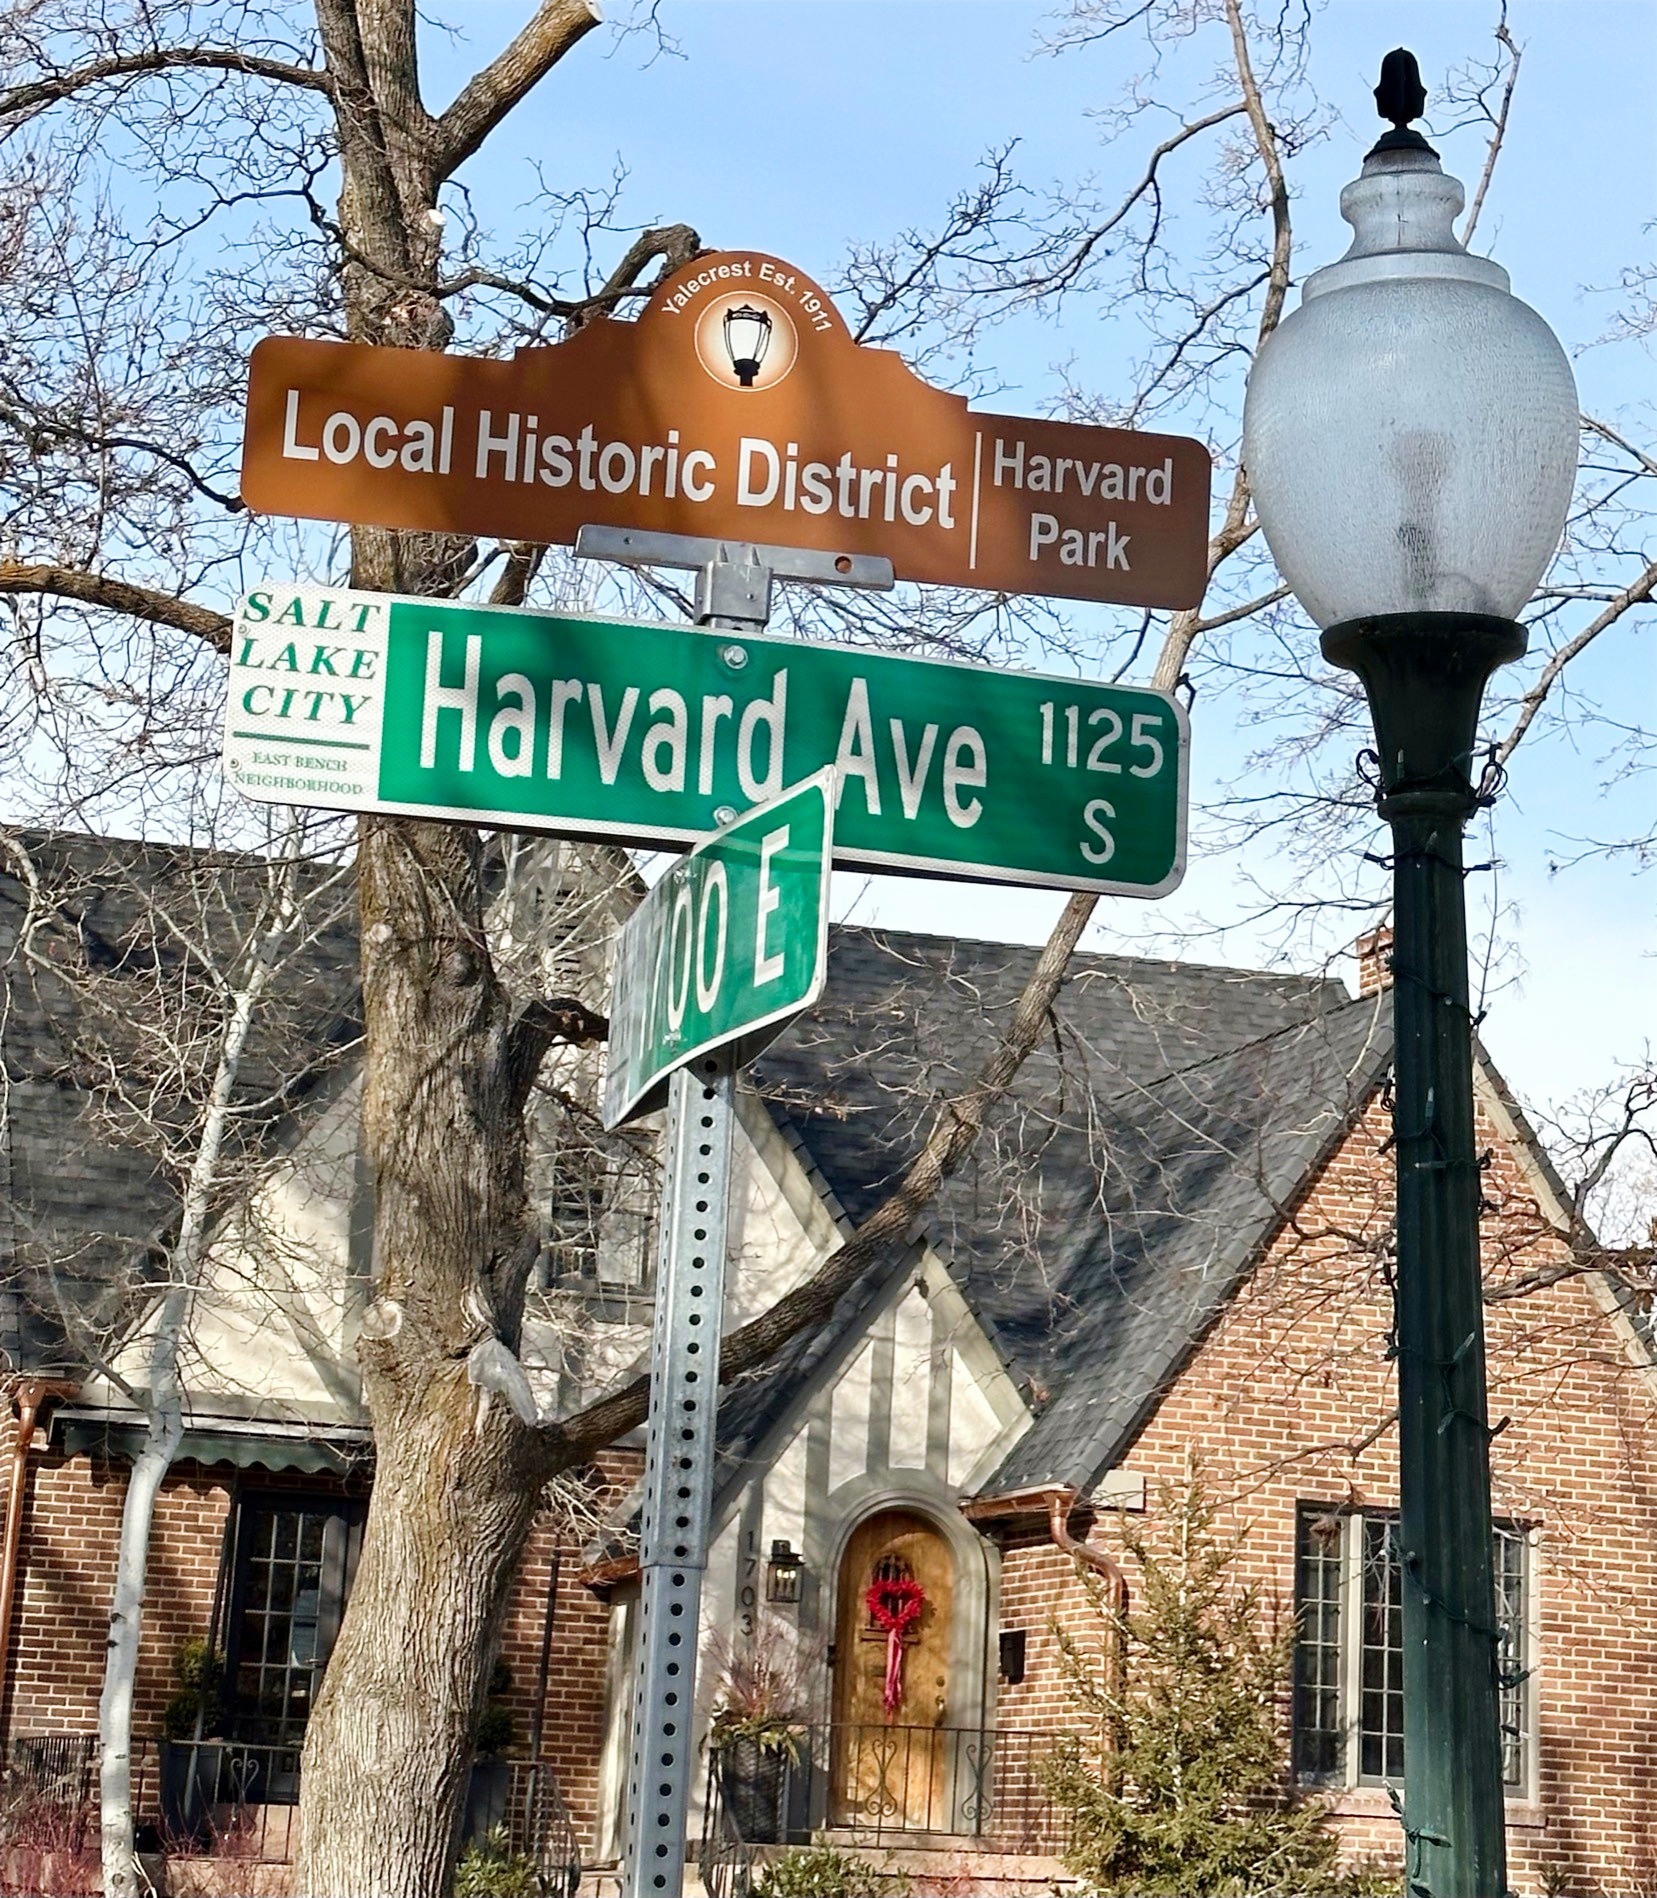 Yalecrest Est. 1911
Local Historic District
Harvard
Park
SALT
LAKE
CITY
EAST BENCH
NEIGHBORHOOD
Harvard Ave
1125
S
1700 E
1703